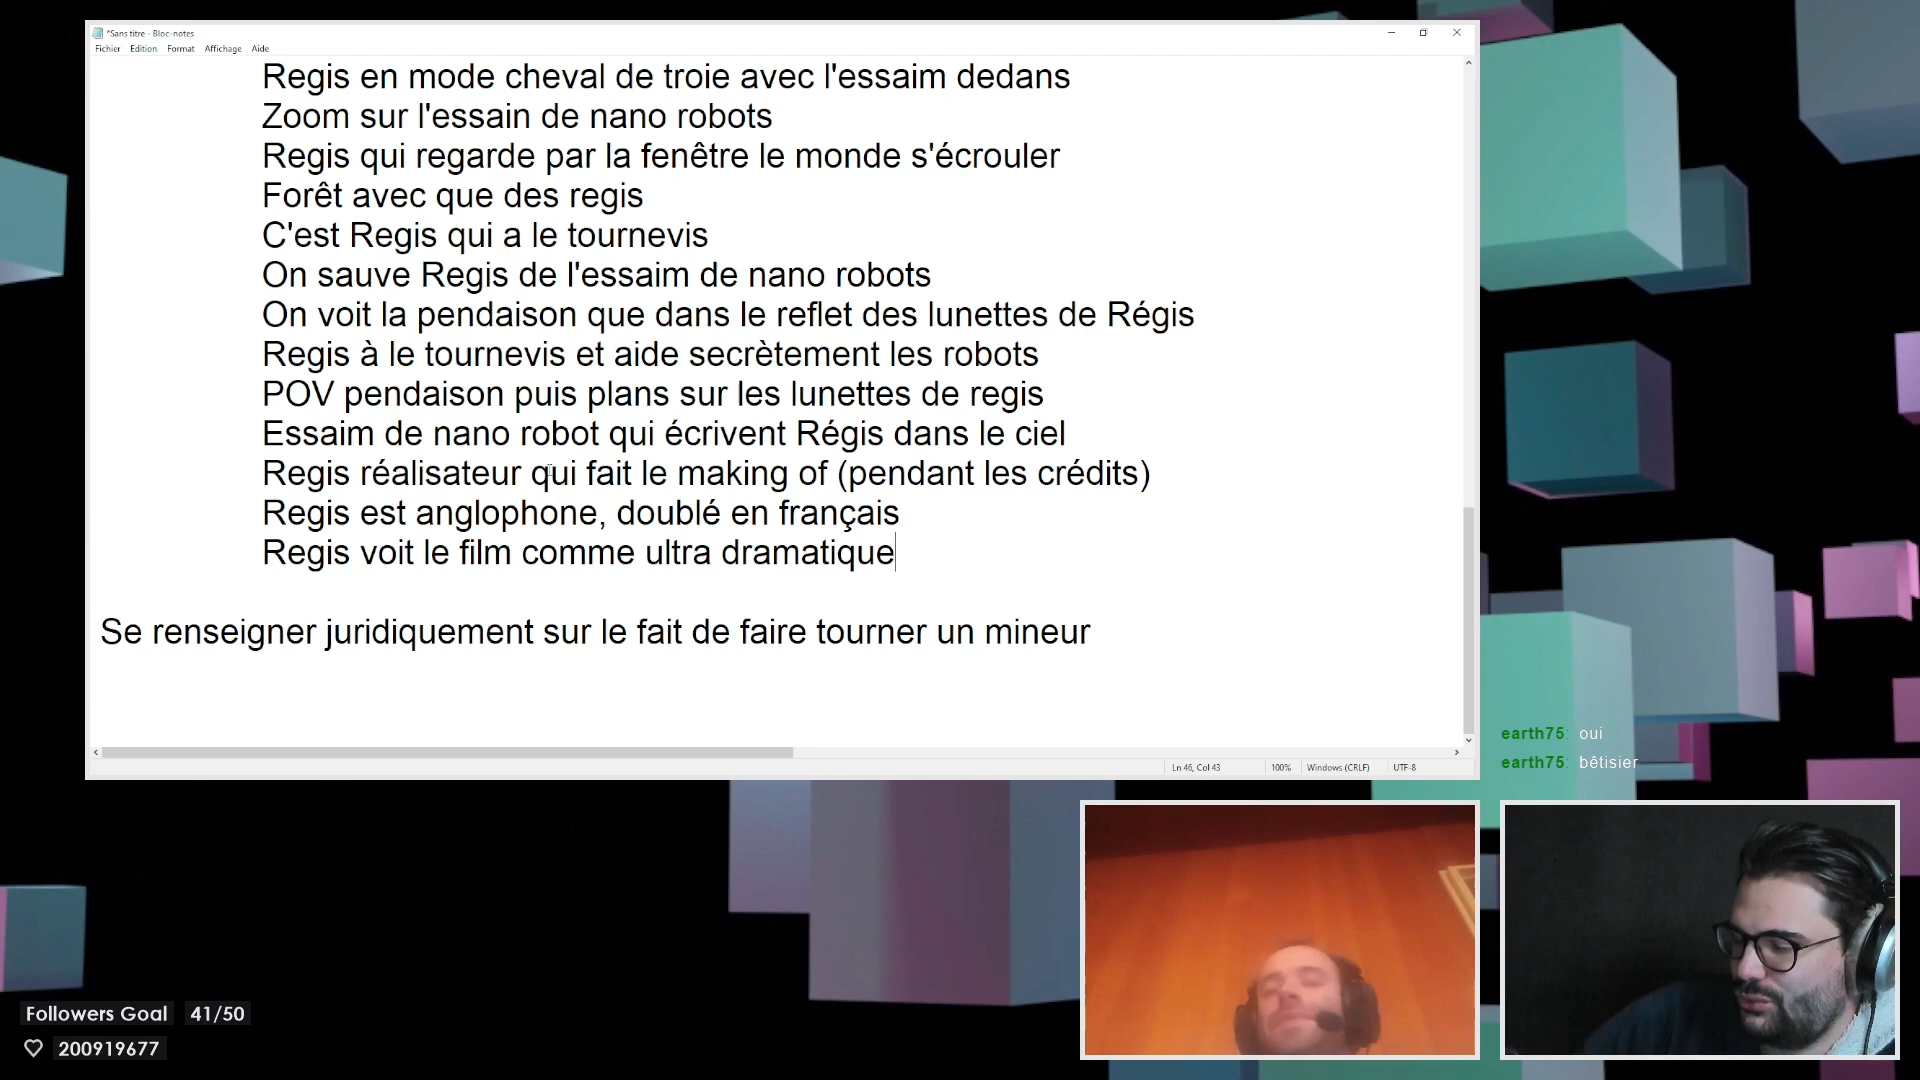 *Sans titre - Bloc-notes
Fichier Edition Format Affichage Aide
Regis en mode cheval de troie avec l'essaim dedans
Zoom sur l'essain de nano robots
Regis qui regarde par la fenêtre le monde s'écrouler
Forêt avec que des regis
C'est Regis qui a le tournevis
On sauve Regis de l'essaim de nano robots
On voit la pendaison que dans le reflet des lunettes de Régis
Regis à le tournevis et aide secrètement les robots
POV pendaison puis plans sur les lunettes de regis
Essaim de nano robot qui écrivent Régis dans le ciel
Regis réalisateur qui fait le making of (pendant les crédits)
Regis est anglophone, doublé en français
Regis voit le film comme ultra dramatique
Se renseigner juridiquement sur le fait de faire tourner un mineur
Ln 46, Col 43 100% Windows (CRLF) UTF-8
earth75: oui
earth75: bêtisier
Followers Goal 41/50
200919677